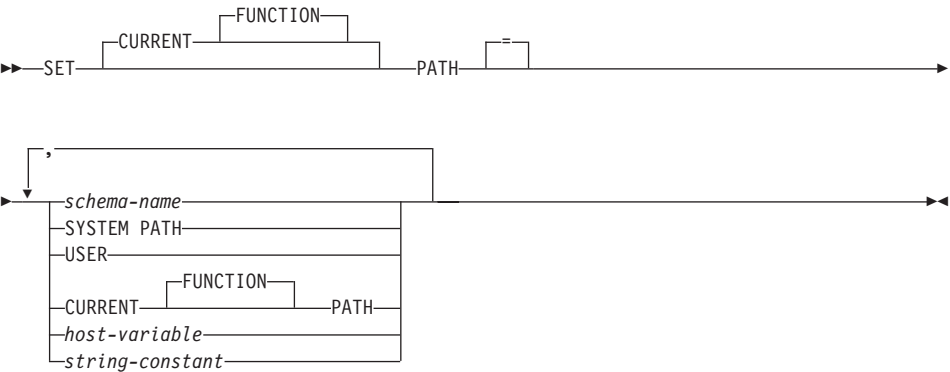 FUNCTION
CURRENT =
SET PATH
,
schema-name
SYSTEM PATH
USER
FUNCTION
CURRENT PATH
host-variable
string-constant